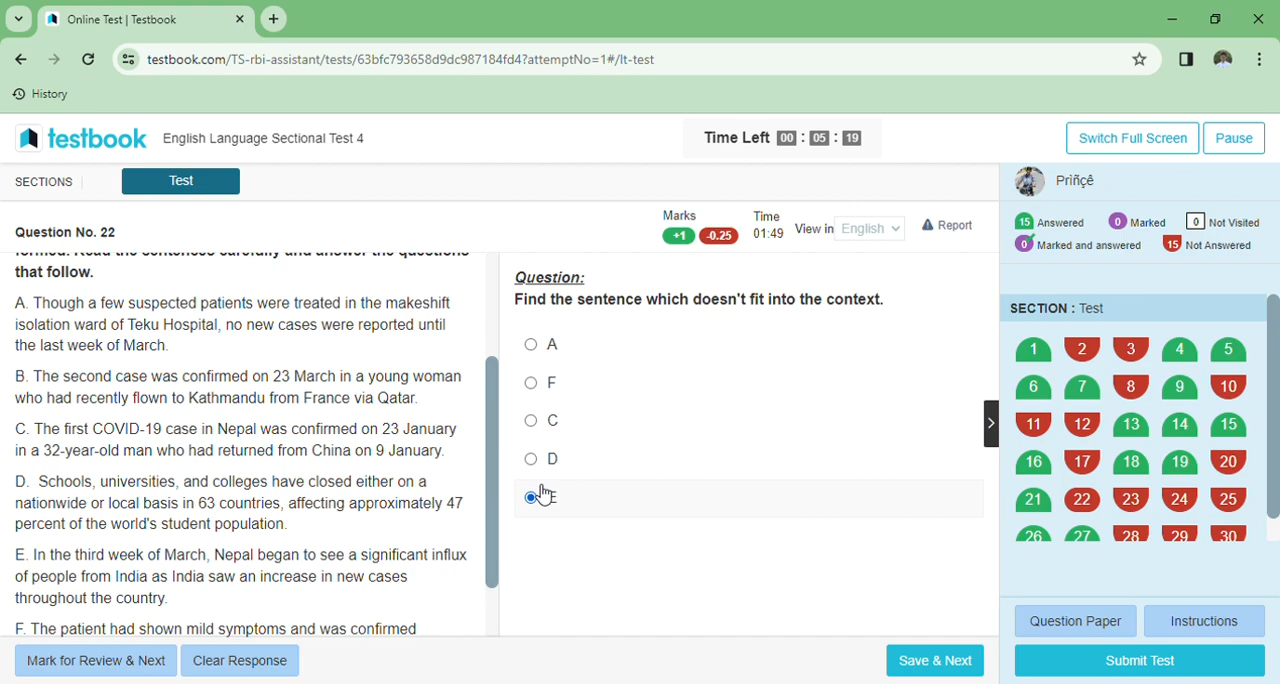 Online Test | Testbook
testbook.com/TS-rbi-assistant/tests/63bfc793658d9dc987184fd4?attemptNo=1#/lt-test
History
testbook English Language Sectional Test 4
Time Left 00 : 05 : 19
Switch Full Screen
Pause
SECTIONS
Test
Priñçê
Question No. 22
Marks
+1 -0.25
Time
01:49
View in English
Report
15 Answered
0 Marked
0 Not Visited
0 Marked and answered
15 Not Answered
formed. Read the sentences carefully and answer the questions
that follow.
A. Though a few suspected patients were treated in the makeshift
isolation ward of Teku Hospital, no new cases were reported until
the last week of March.
B. The second case was confirmed on 23 March in a young woman
who had recently flown to Kathmandu from France via Qatar.
C. The first COVID-19 case in Nepal was confirmed on 23 January
in a 32-year-old man who had returned from China on 9 January.
D. Schools, universities, and colleges have closed either on a
nationwide or local basis in 63 countries, affecting approximately 47
percent of the world's student population.
E. In the third week of March, Nepal began to see a significant influx
of people from India as India saw an increase in new cases
throughout the country.
F. The patient had shown mild symptoms and was confirmed
Question:
Find the sentence which doesn't fit into the context.
A
F
C
D
E
SECTION : Test
1 2 3 4 5
6 7 8 9 10
11 12 13 14 15
16 17 18 19 20
21 22 23 24 25
26 27 28 29 30
Question Paper
Instructions
Mark for Review & Next
Clear Response
Save & Next
Submit Test